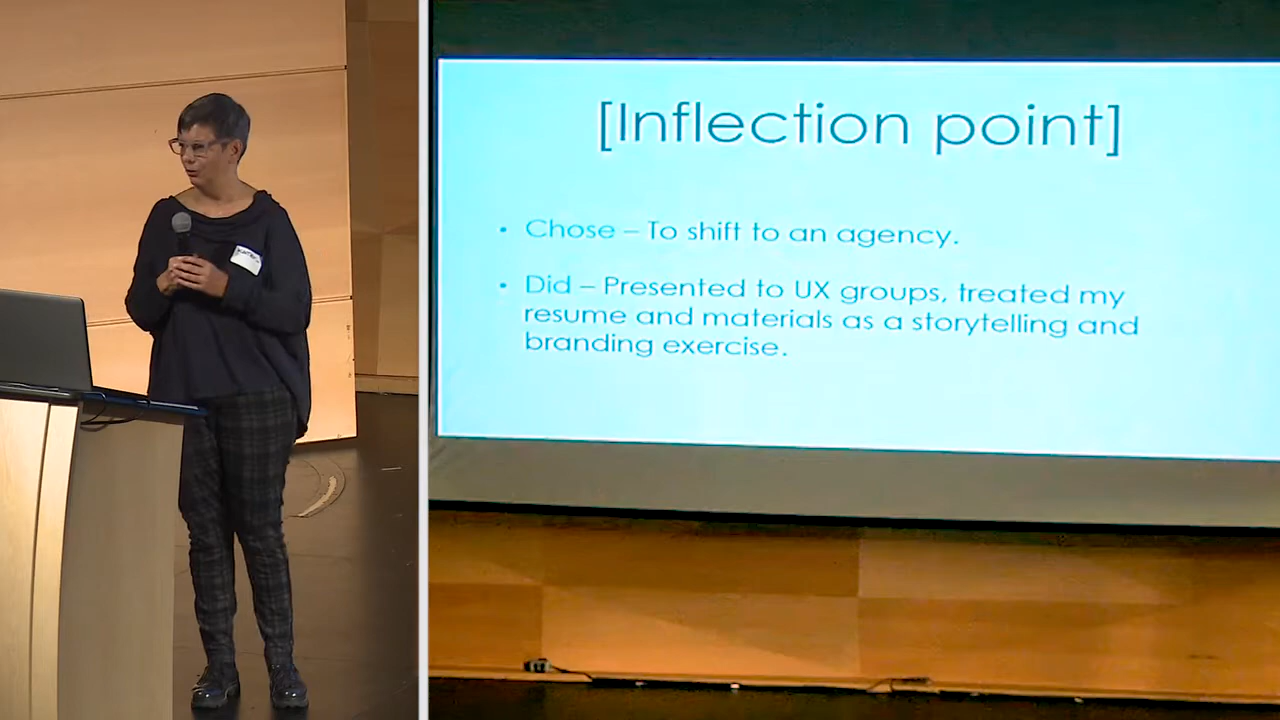 [Inflection point]
• Chose – To shift to an agency.
• Did – Presented to UX groups, treated my
resume and materials as a storytelling and
branding exercise.